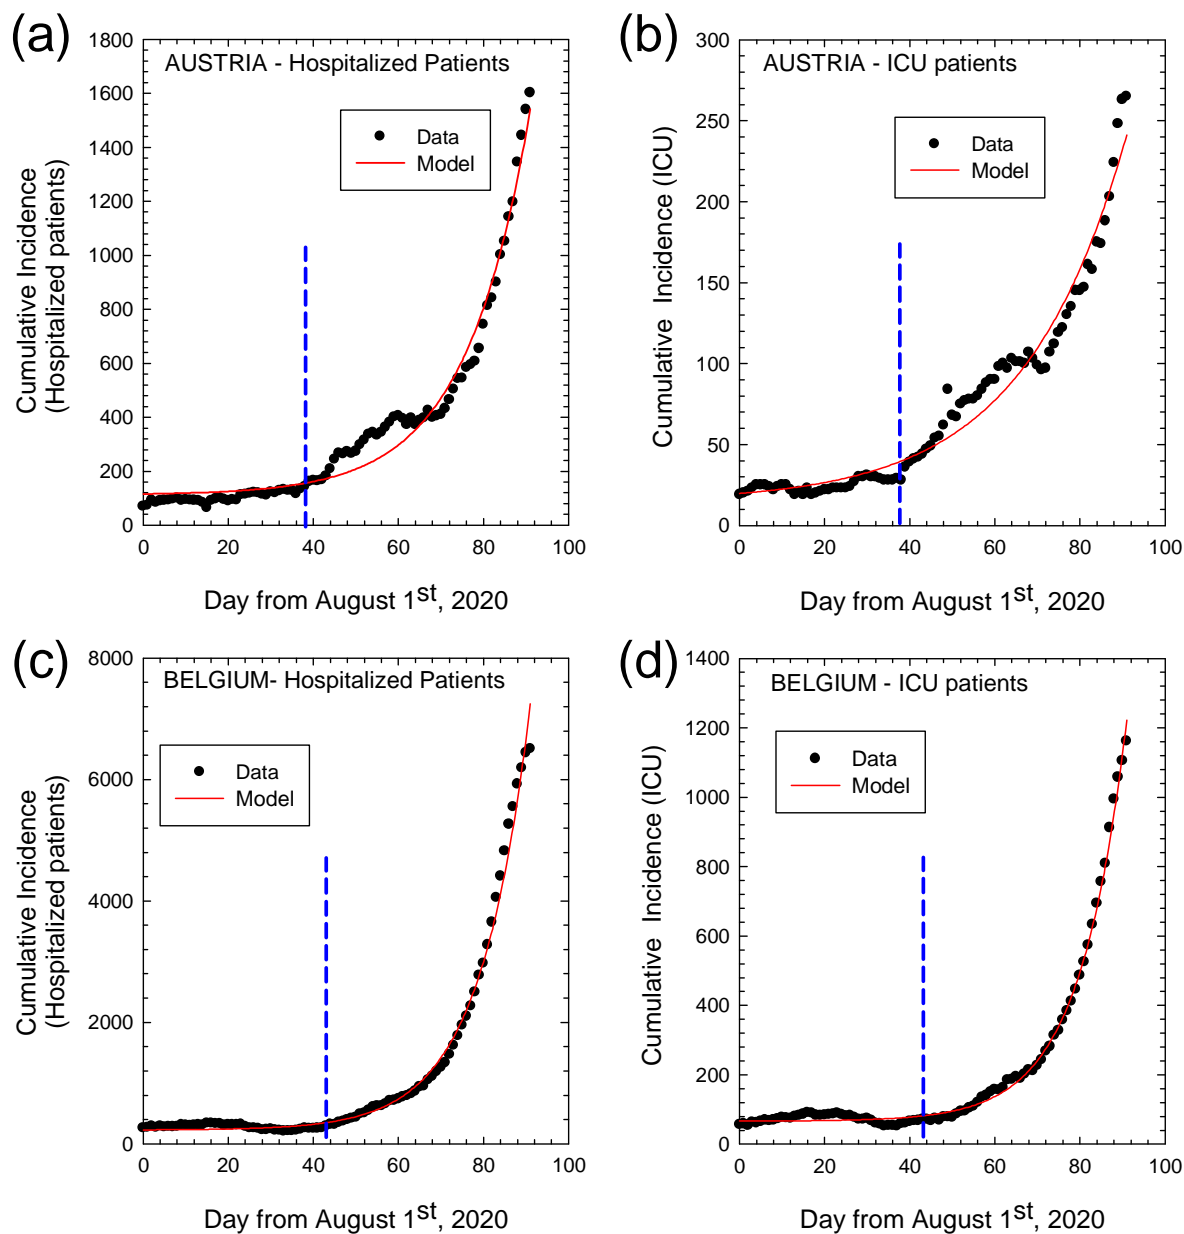 (a)
AUSTRIA - Hospitalized Patients
Data
Model
Cumulative Incidence
(Hospitalized patients)
1800
1600
1400
1200
1000
800
600
400
200
0
0 20 40 60 80 100
Day from August 1st, 2020
(b)
AUSTRIA - ICU patients
Data
Model
Cumulative Incidence (ICU)
300
250
200
150
100
50
0
0 20 40 60 80 100
Day from August 1st, 2020
(c)
BELGIUM- Hospitalized Patients
Data
Model
Cumulative Incidence
(Hospitalized patients)
8000
6000
4000
2000
0
0 20 40 60 80 100
Day from August 1st, 2020
(d)
BELGIUM - ICU patients
Data
Model
Cumulative Incidence (ICU)
1400
1200
1000
800
600
400
200
0
0 20 40 60 80 100
Day from August 1st, 2020